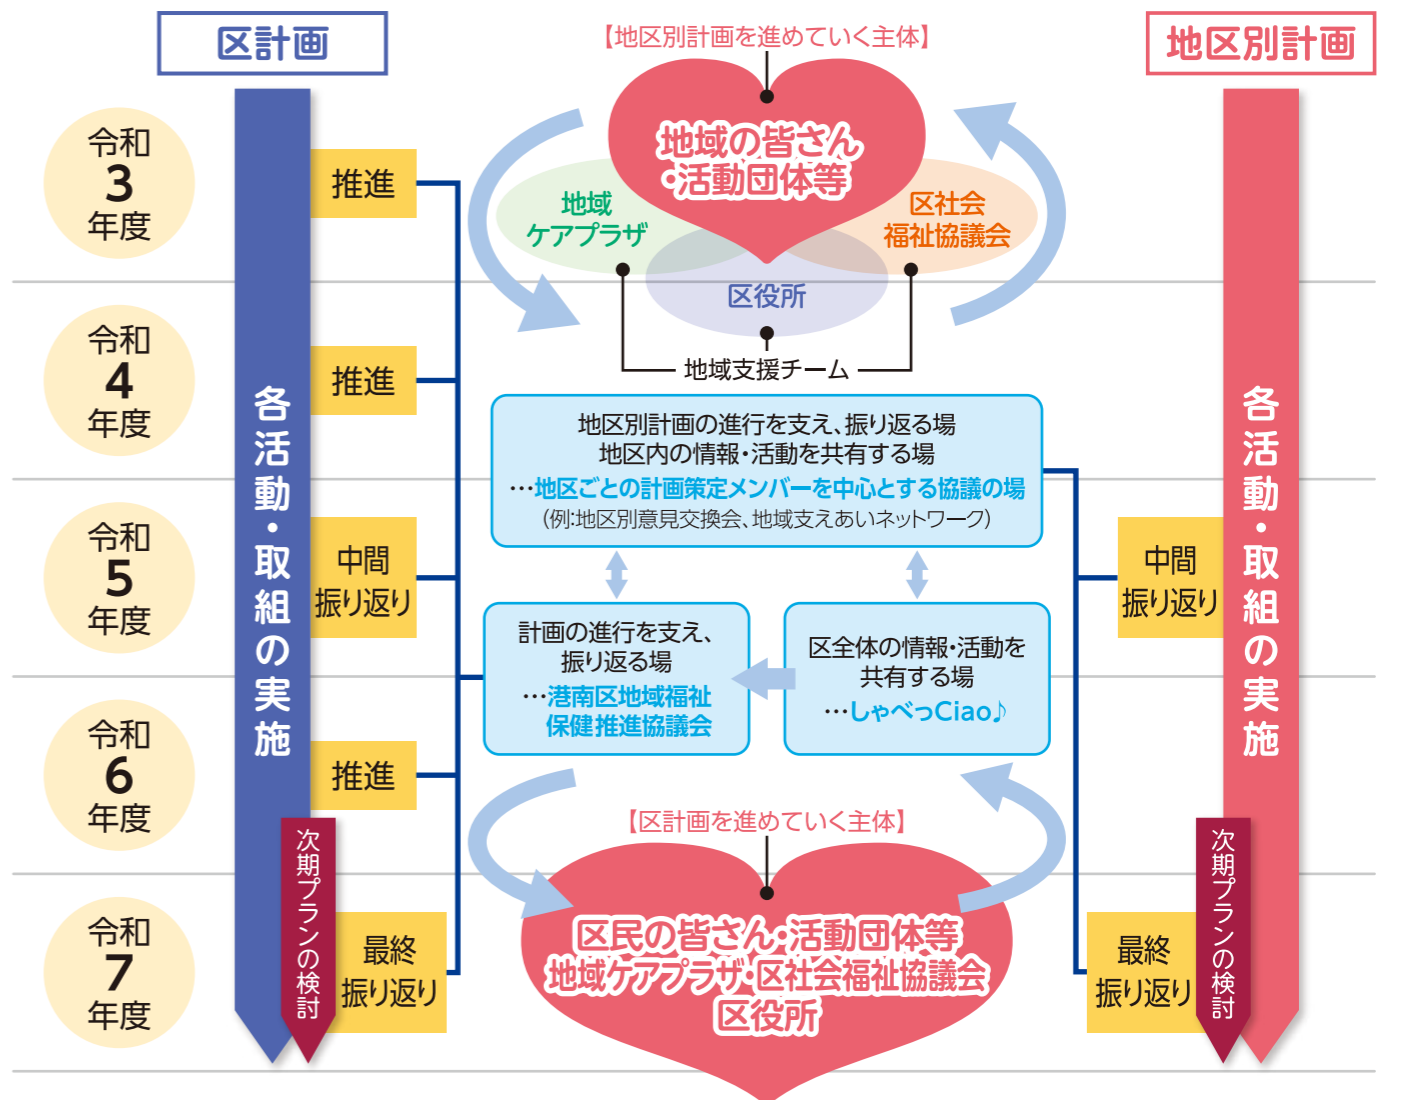 区計画
【地区別計画を進めていく主体】
地区別計画
令和
3
年度
推進
地域の皆さん
・活動団体等
地域
ケアプラザ
区社会
福祉協議会
区役所
地域支援チーム
令和
4
年度
推進
各活動・取組の実施
各活動・取組の実施
地区別計画の進行を支え、振り返る場
地区内の情報・活動を共有する場
…地区ごとの計画策定メンバーを中心とする協議の場
(例:地区別意見交換会、地域支えあいネットワーク)
令和
5
年度
中間
振り返り
中間
振り返り
計画の進行を支え、
振り返る場
…港南区地域福祉
保健推進協議会
区全体の情報・活動を
共有する場
…しゃべっCiao♪
令和
6
年度
推進
【区計画を進めていく主体】
次期プランの検討
次期プランの検討
令和
7
年度
最終
振り返り
区民の皆さん・活動団体等
地域ケアプラザ・区社会福祉協議会
区役所
最終
振り返り